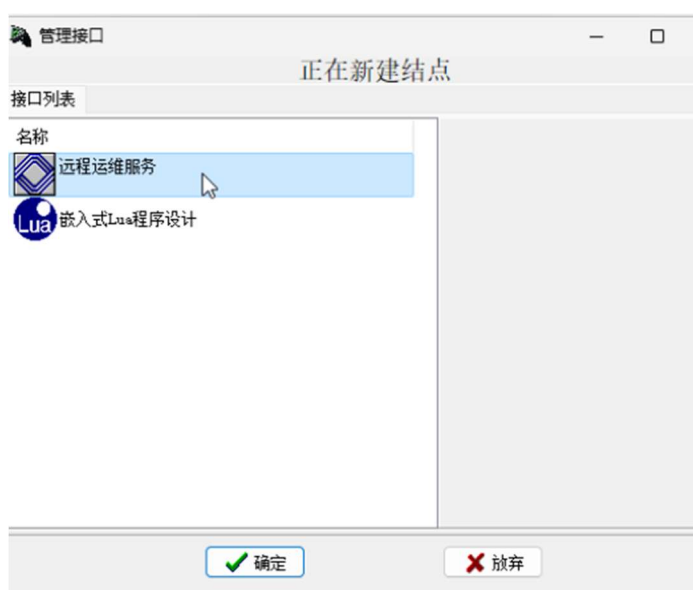 管理接口
正在新建结点
接口列表
名称
远程运维服务
Lua
嵌入式Lua程序设计
确定
放弃